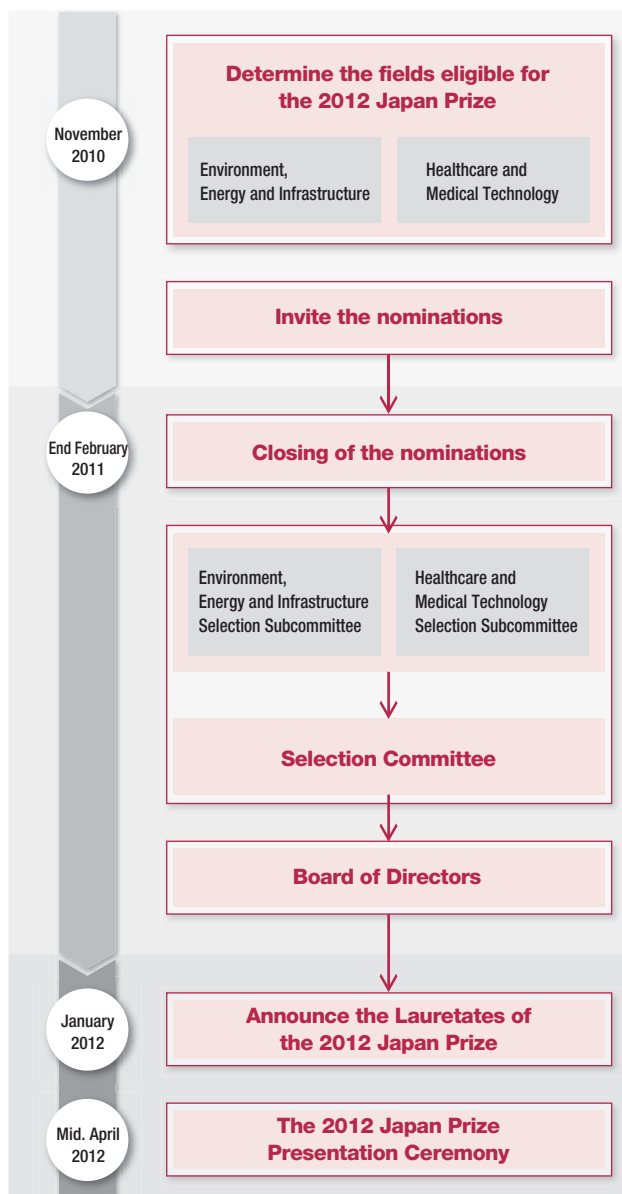 November
2010
Determine the fields eligible for
the 2012 Japan Prize
Environment,
Energy and Infrastructure
Healthcare and
Medical Technology
Invite the nominations
End February
2011
Closing of the nominations
Environment,
Energy and Infrastructure
Selection Subcommittee
Healthcare and
Medical Technology
Selection Subcommittee
Selection Committee
Board of Directors
January
2012
Announce the Lauretates of
the 2012 Japan Prize
Mid. April
2012
The 2012 Japan Prize
Presentation Ceremony